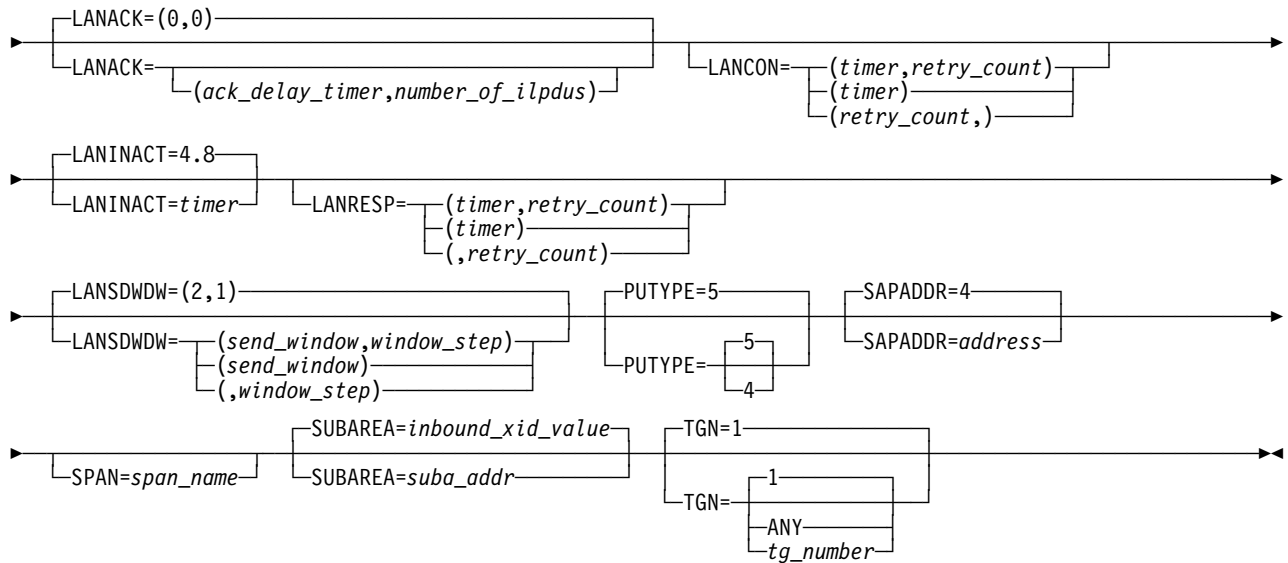 LANACK=(0,0)
LANACK=
(ack_delay_timer,number_of_ilpdus)
LANCON=
(timer,retry_count)
(timer)
(retry_count,)
LANINACT=4.8
LANINACT=timer
LANRESP=
(timer,retry_count)
(timer)
(,retry_count)
LANSDWDW=(2,1)
LANSDWDW=
(send_window,window_step)
(send_window)
(,window_step)
PUTYPE=5
PUTYPE=
5
4
SAPADDR=4
SAPADDR=address
SPAN=span_name
SUBAREA=inbound_xid_value
SUBAREA=suba_addr
TGN=1
TGN=
1
ANY
tg_number